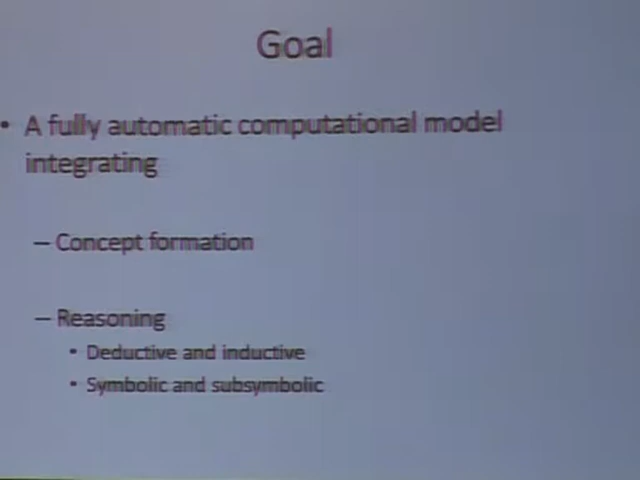 Goal
• A fully automatic computational model
integrating
– Concept formation
– Reasoning
• Deductive and inductive
• Symbolic and subsymbolic